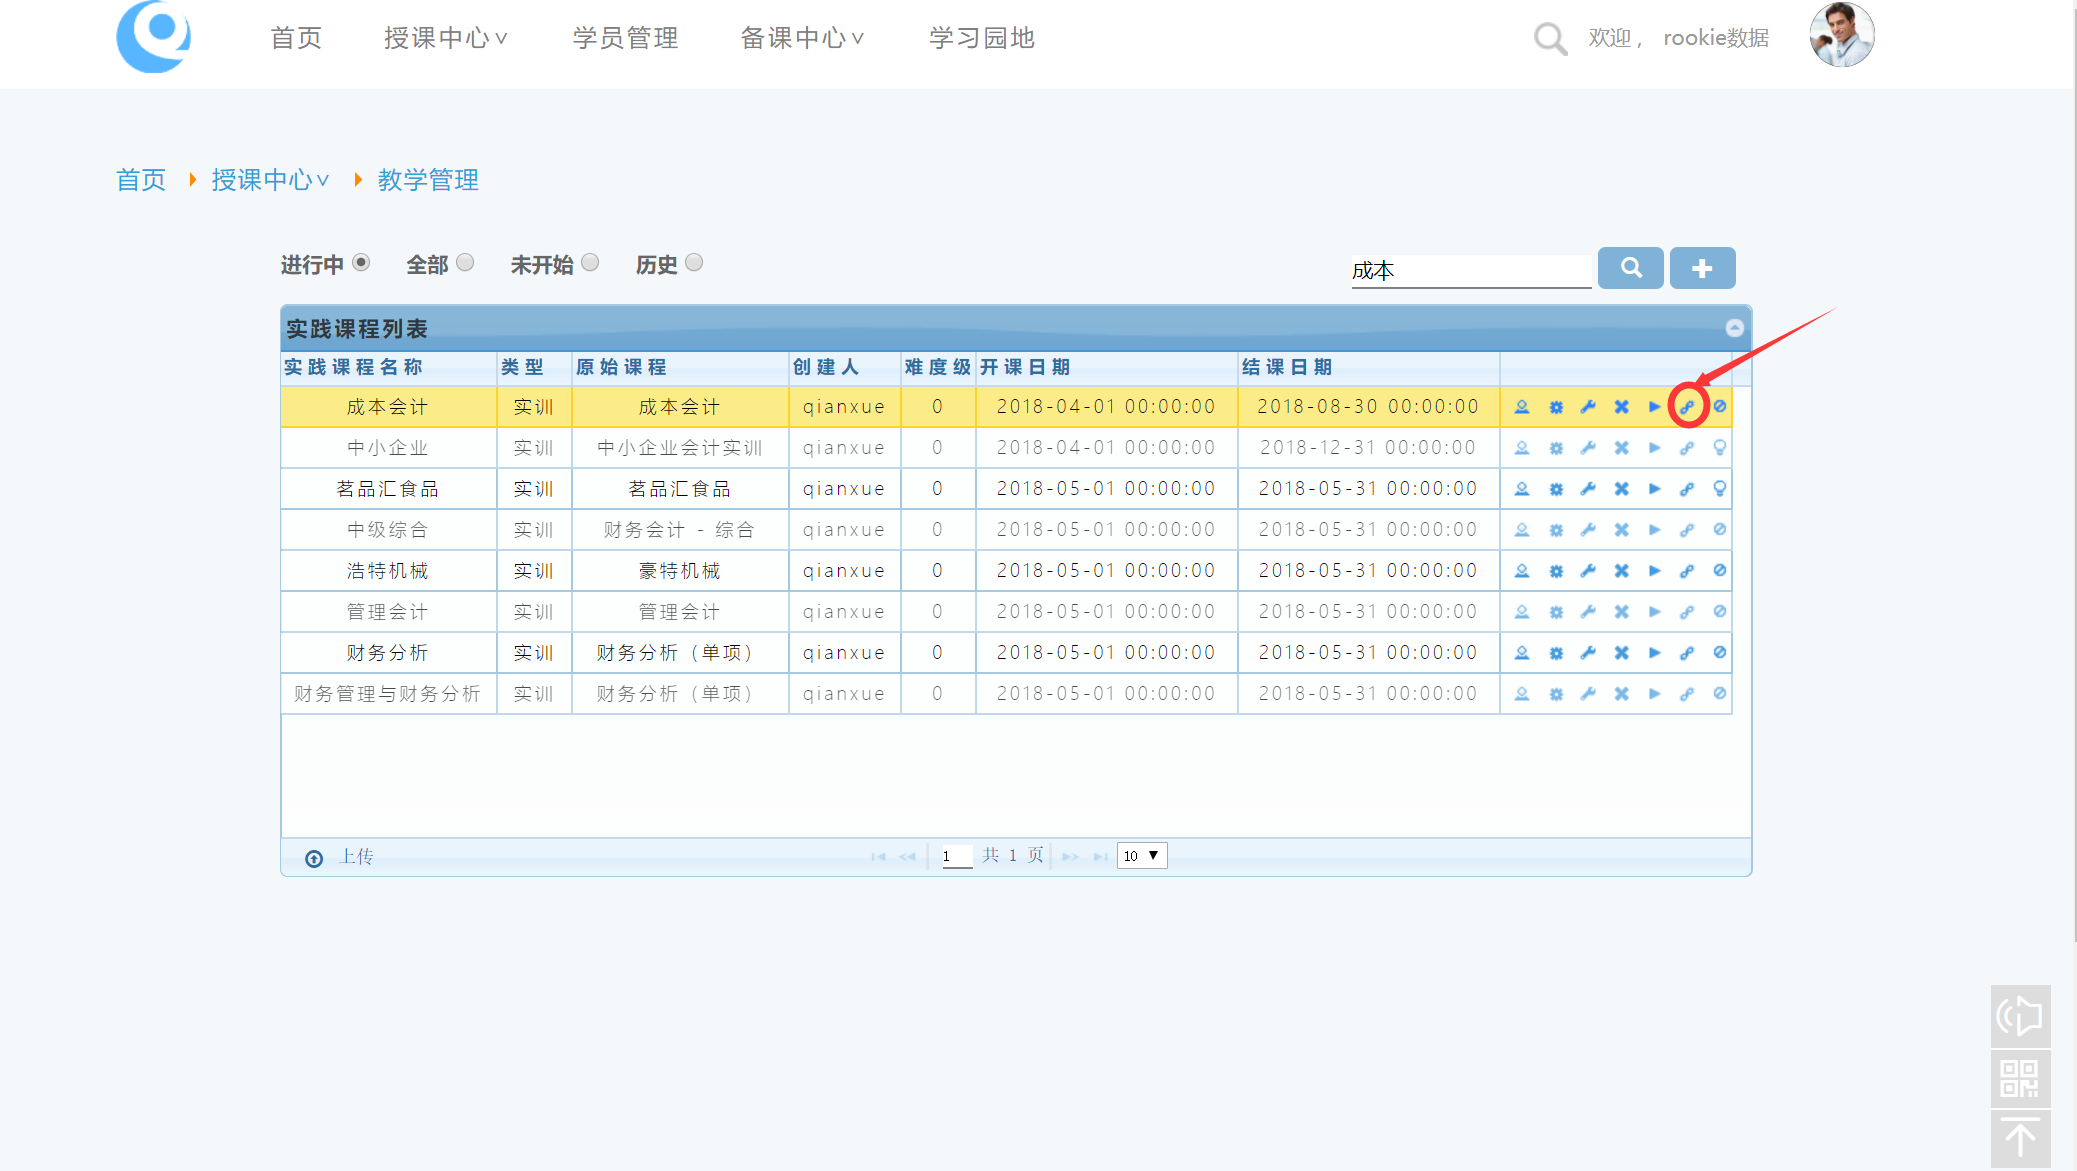 首页 授课中心∨ 学员管理 备课中心∨ 学习园地 欢迎， rookie数据
首页 授课中心∨ 教学管理
进行中 全部 未开始 历史 成本
实践课程列表
实践课程名称 类型 原始课程 创建人 难度级 开课日期 结课日期
成本会计 实训 成本会计 qianxue 0 2018-04-01 00:00:00 2018-08-30 00:00:00
中小企业 实训 中小企业会计实训 qianxue 0 2018-04-01 00:00:00 2018-12-31 00:00:00
茗品汇食品 实训 茗品汇食品 qianxue 0 2018-05-01 00:00:00 2018-05-31 00:00:00
中级综合 实训 财务会计 - 综合 qianxue 0 2018-05-01 00:00:00 2018-05-31 00:00:00
浩特机械 实训 豪特机械 qianxue 0 2018-05-01 00:00:00 2018-05-31 00:00:00
管理会计 实训 管理会计 qianxue 0 2018-05-01 00:00:00 2018-05-31 00:00:00
财务分析 实训 财务分析（单项） qianxue 0 2018-05-01 00:00:00 2018-05-31 00:00:00
财务管理与财务分析 实训 财务分析（单项） qianxue 0 2018-05-01 00:00:00 2018-05-31 00:00:00
上传 1 共 1 页 10